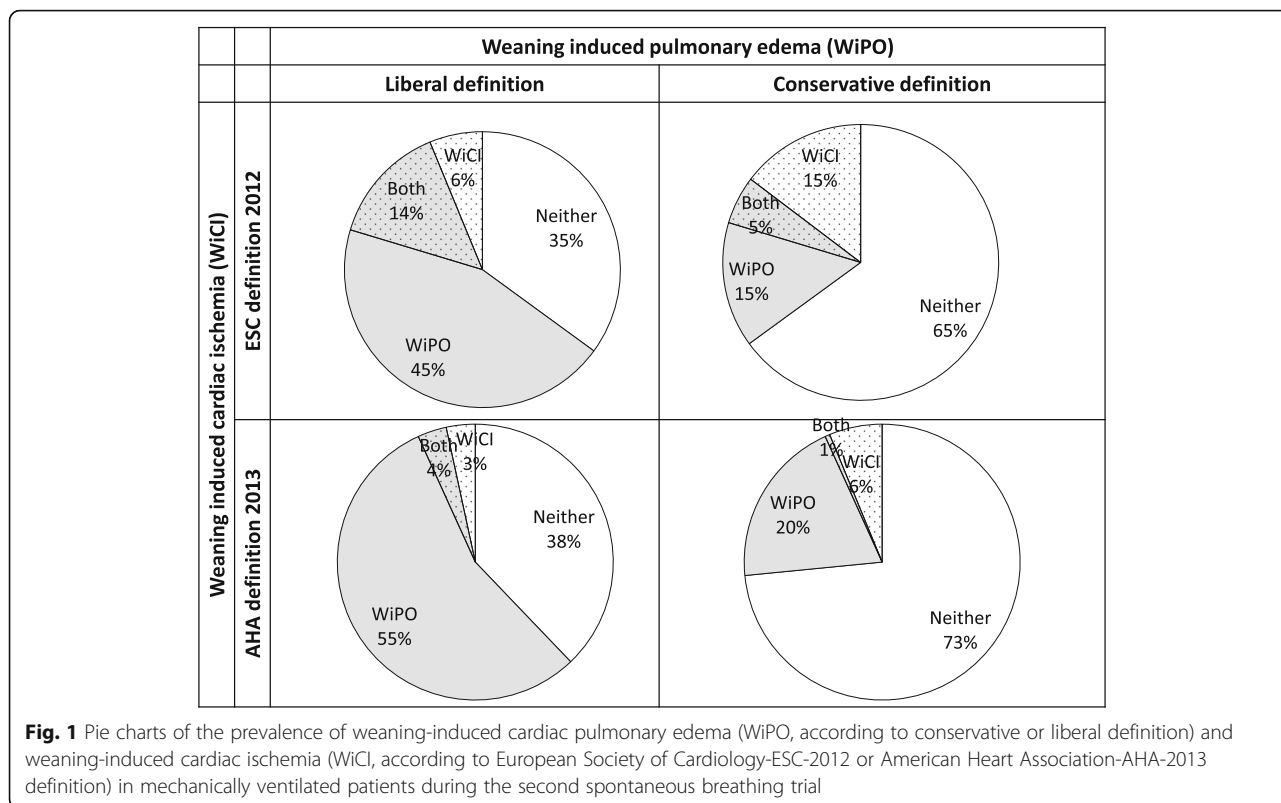 Weaning induced pulmonary edema (WiPO)
Liberal definition
Conservative definition
Weaning induced cardiac ischemia (WiCI)
ESC definition 2012
WiCI
6%
Both
14%
Neither
35%
WiPO
45%
WiCI
15%
Both
5%
WiPO
15%
Neither
65%
AHA definition 2013
WiCI
3%
Both
4%
Neither
38%
WiPO
55%
Both
1%
WiCI
6%
WiPO
20%
Neither
73%
Fig. 1 Pie charts of the prevalence of weaning-induced cardiac pulmonary edema (WiPO, according to conservative or liberal definition) and
weaning-induced cardiac ischemia (WiCI, according to European Society of Cardiology-ESC-2012 or American Heart Association-AHA-2013
definition) in mechanically ventilated patients during the second spontaneous breathing trial